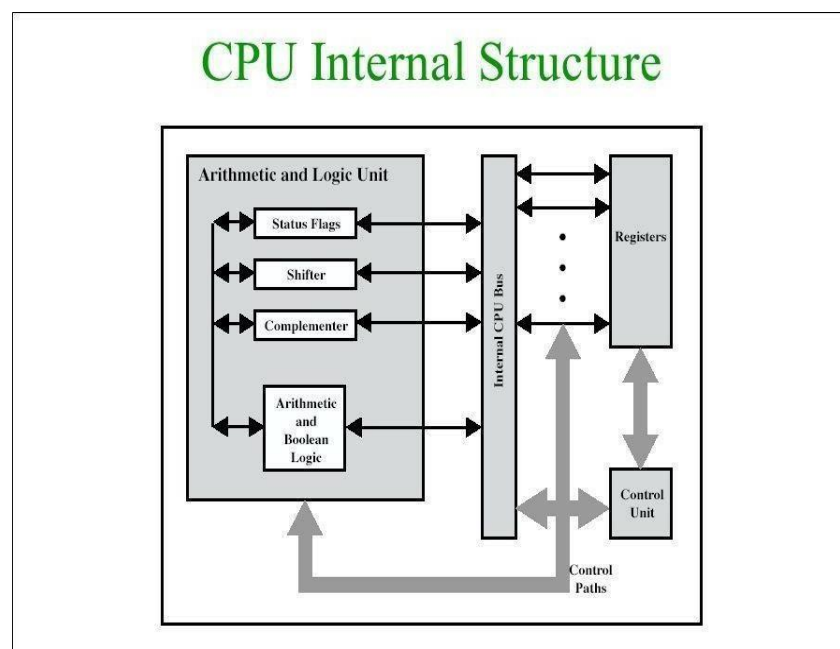 CPU Internal Structure
Arithmetic and Logic Unit
Status Flags
Shifter
Complementer
Arithmetic
and
Boolean
Logic
Internal CPU Bus
Registers
Control
Unit
Control
Paths